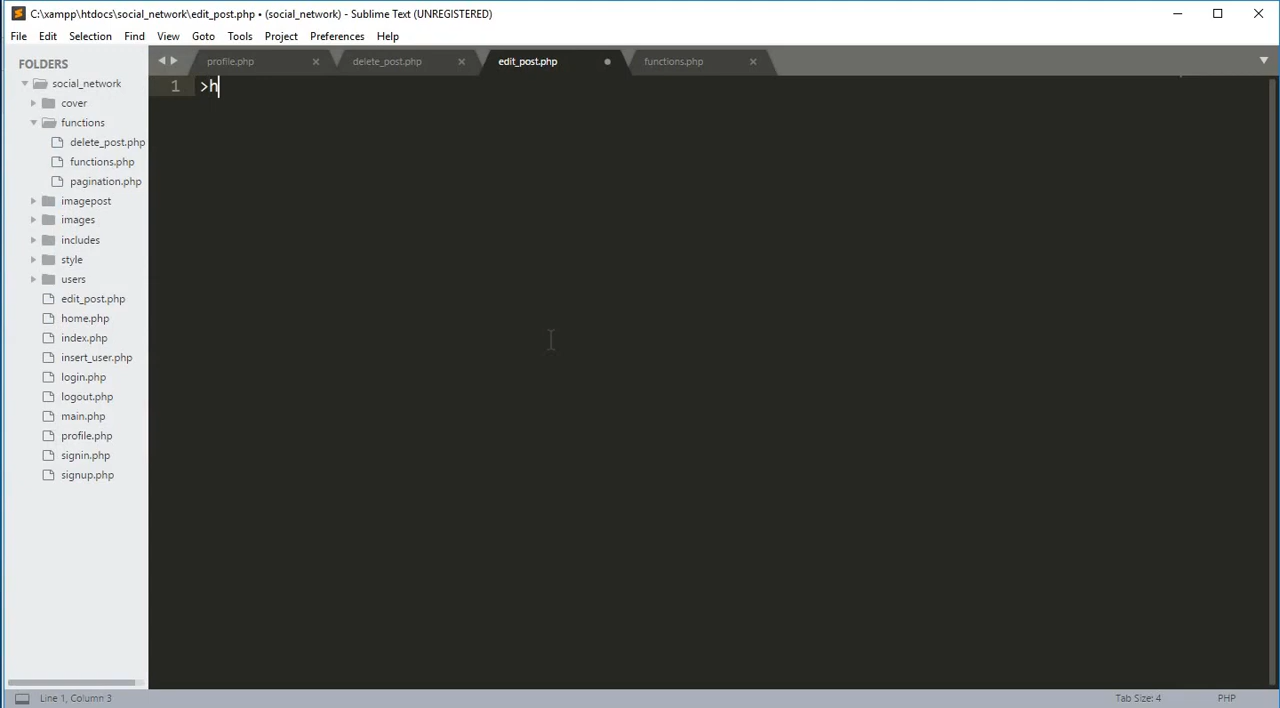 C:\xampp\htdocs\social_network\edit_post.php • (social_network) - Sublime Text (UNREGISTERED)
File Edit Selection Find View Goto Tools Project Preferences Help
FOLDERS
social_network
cover
functions
delete_post.php
functions.php
pagination.php
imagepost
images
includes
style
users
edit_post.php
home.php
index.php
insert_user.php
login.php
logout.php
main.php
profile.php
signin.php
signup.php
profile.php delete_post.php edit_post.php functions.php
1 >h
Line 1, Column 3 Tab Size: 4 PHP